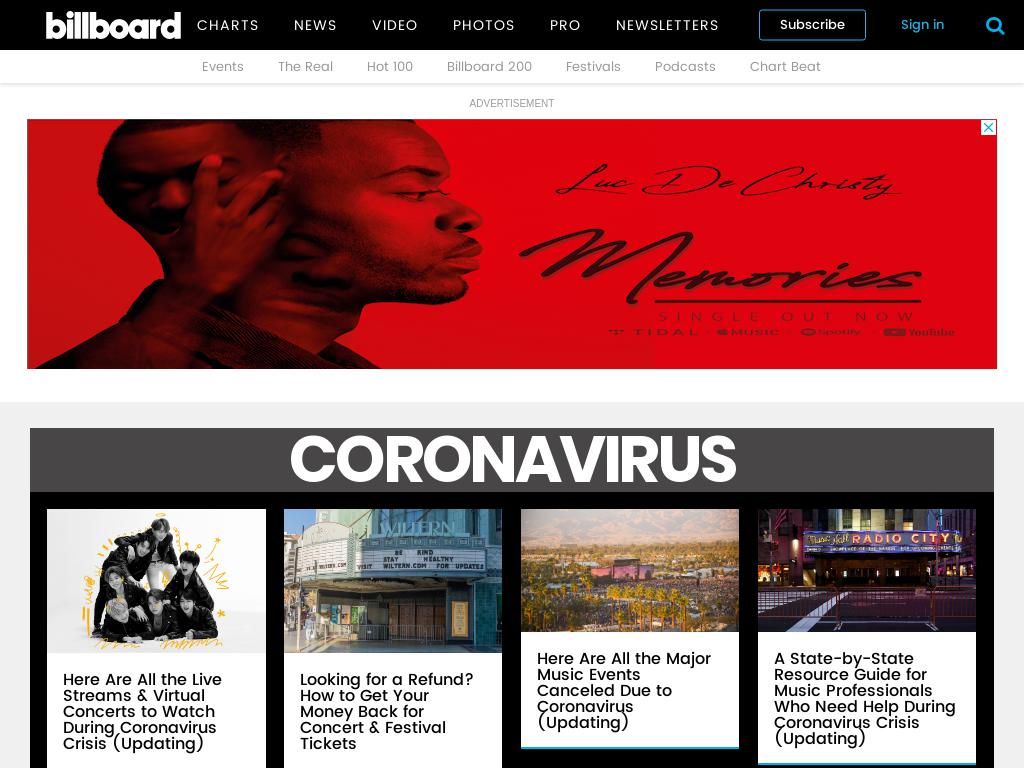 billboard
CHARTS NEWS VIDEO PHOTOS PRO NEWSLETTERS Subscribe Sign in
Events The Real Hot 100 Billboard 200 Festivals Podcasts Chart Beat
ADVERTISEMENT
Luc De Christy
Memories
SINGLE OUT NOW
TIDAL MUSIC Spotify YouTube
CORONAVIRUS
WILTERN
BE KIND
STAY HEALTHY
VISIT WILTERN.COM FOR UPDATES
RADIO CITY
Here Are All the Live
Streams & Virtual
Concerts to Watch
During Coronavirus
Crisis (Updating)
Looking for a Refund?
How to Get Your
Money Back for
Concert & Festival
Tickets
Here Are All the Major
Music Events
Canceled Due to
Coronavirus
(Updating)
A State-by-State
Resource Guide for
Music Professionals
Who Need Help During
Coronavirus Crisis
(Updating)